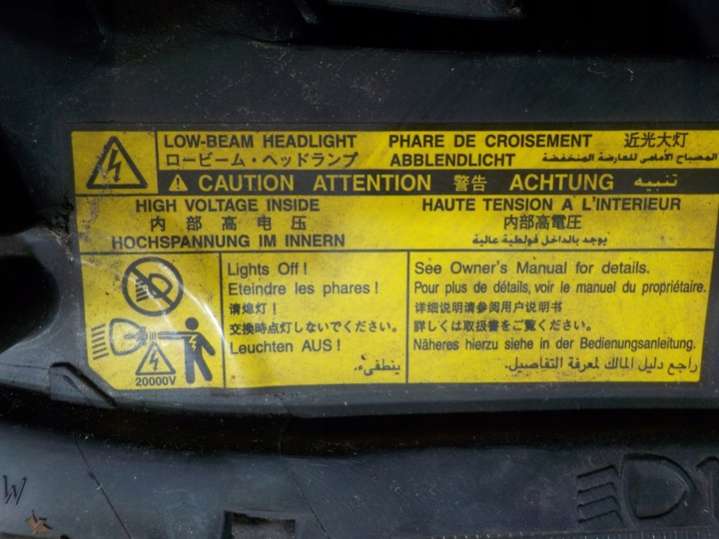 LOW-BEAM HEADLIGHT PHARE DE CROISEMENT 近光大灯
ロービーム・ヘッドランプ ABBLENDLICHT المصباح الأمامي للعارضة المنخفضة
CAUTION ATTENTION 警告 ACHTUNG تنبيه
HIGH VOLTAGE INSIDE HAUTE TENSION A L'INTERIEUR
内部高电压 内部高電圧
HOCHSPANNUNG IM INNERN يوجد بالداخل فولطية عالية
Lights Off !
Eteindre les phares !
请熄灯！
交換時点灯しないでください。
Leuchten AUS !
ينطفيء.
20000V
See Owner's Manual for details.
Pour plus de détails, voir le manuel du propriétaire.
详细说明请参阅用户说明书
詳しくは取扱書をご覧ください。
Näheres hierzu siehe in der Bedienungsanleitung.
راجع دليل المالك لمعرفة التفاصيل.